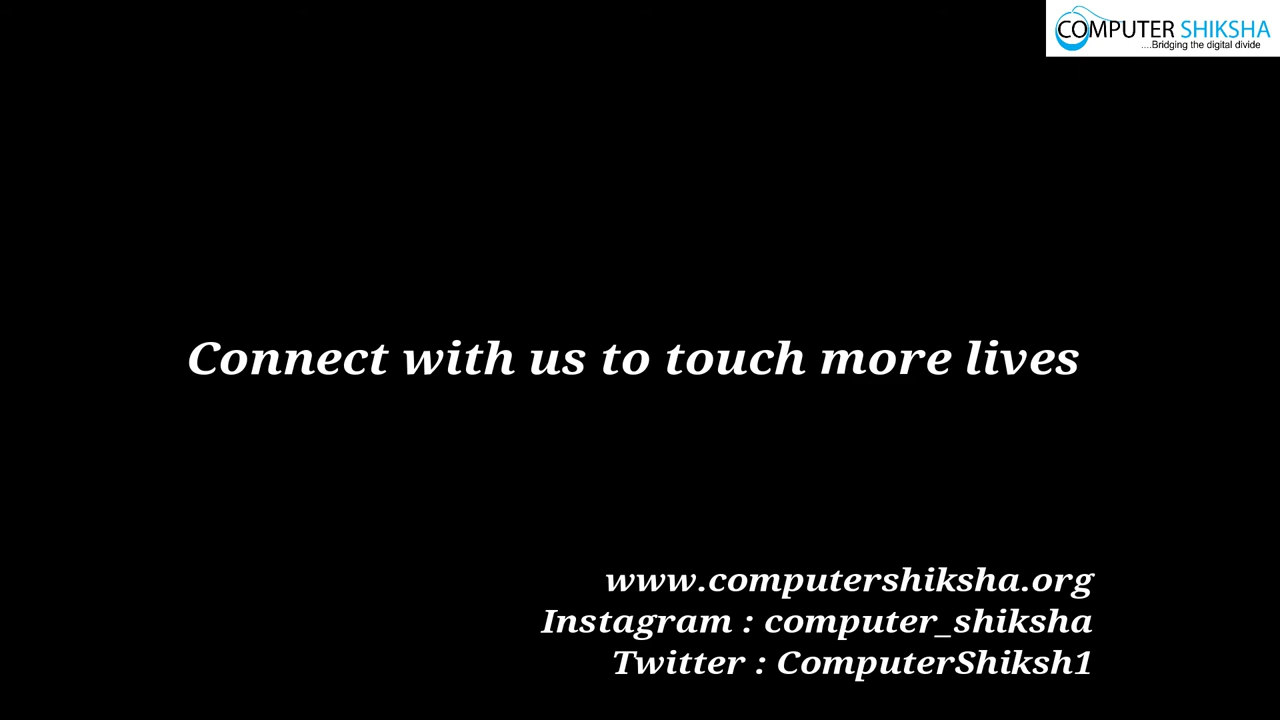 COMPUTER SHIKSHA
....Bridging the digital divide
Connect with us to touch more lives
www.computershiksha.org
Instagram : computer_shiksha
Twitter : ComputerShiksh1